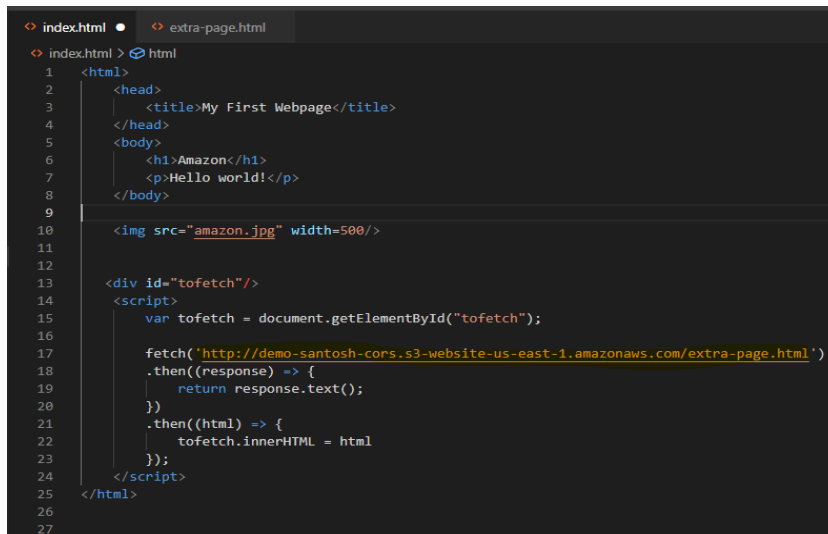 index.html ● extra-page.html
index.html > html
1 <html>
2 <head>
3 <title>My First Webpage</title>
4 </head>
5 <body>
6 <h1>Amazon</h1>
7 <p>Hello world!</p>
8 </body>
9
10 <img src="amazon.jpg" width=500/>
11
12
13 <div id="tofetch"/>
14 <script>
15 var tofetch = document.getElementById("tofetch");
16
17 fetch('http://demo-santosh-cors.s3-website-us-east-1.amazonaws.com/extra-page.html')
18 .then((response) => {
19 return response.text();
20 })
21 .then((html) => {
22 tofetch.innerHTML = html
23 });
24 </script>
25 </html>
26
27